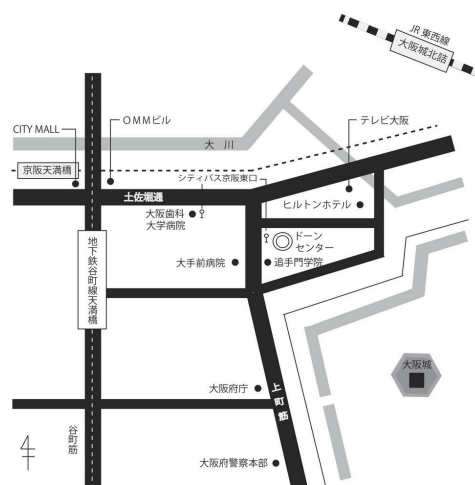 JR東西線
大阪城北詰
OMMビル
テレビ大阪
CITY MALL
大川
京阪天満橋
シティバス京阪東口
土佐堀通
大阪歯科
大学病院
ヒルトンホテル
ドーン
センター
地下鉄谷町線天満橋
大手前病院
追手門学院
大阪城
大阪府庁
上町筋
谷町筋
大阪府警察本部
4